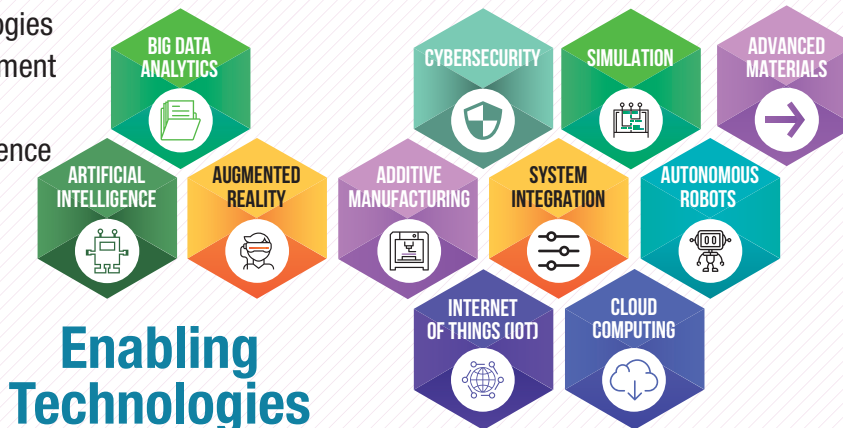 ogies
ment
ence
BIG DATA
ANALYTICS
CYBERSECURITY
SIMULATION
ADVANCED
MATERIALS
ARTIFICIAL
INTELLIGENCE
AUGMENTED
REALITY
ADDITIVE
MANUFACTURING
SYSTEM
INTEGRATION
AUTONOMOUS
ROBOTS
INTERNET
OF THINGS (IOT)
CLOUD
COMPUTING
Enabling
Technologies